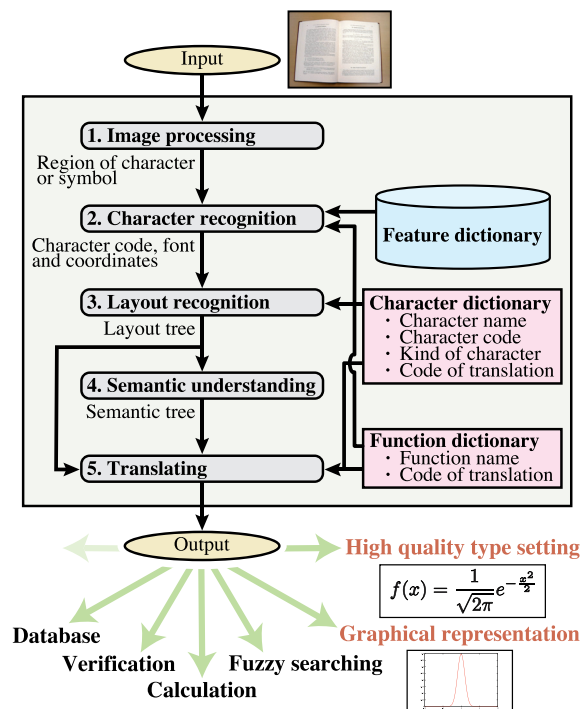 Input
1. Image processing
Region of character
or symbol
2. Character recognition
Feature dictionary
Character code, font
and coordinates
3. Layout recognition
Character dictionary
・ Character name
・ Character code
・ Kind of character
・ Code of translation
Layout tree
4. Semantic understanding
Semantic tree
Function dictionary
・ Function name
・ Code of translation
5. Translating
Output
High quality type setting
f(x) = \frac{1}{\sqrt{2\pi}} e^{-\frac{x^2}{2}}
Database
Graphical representation
Verification
Fuzzy searching
Calculation